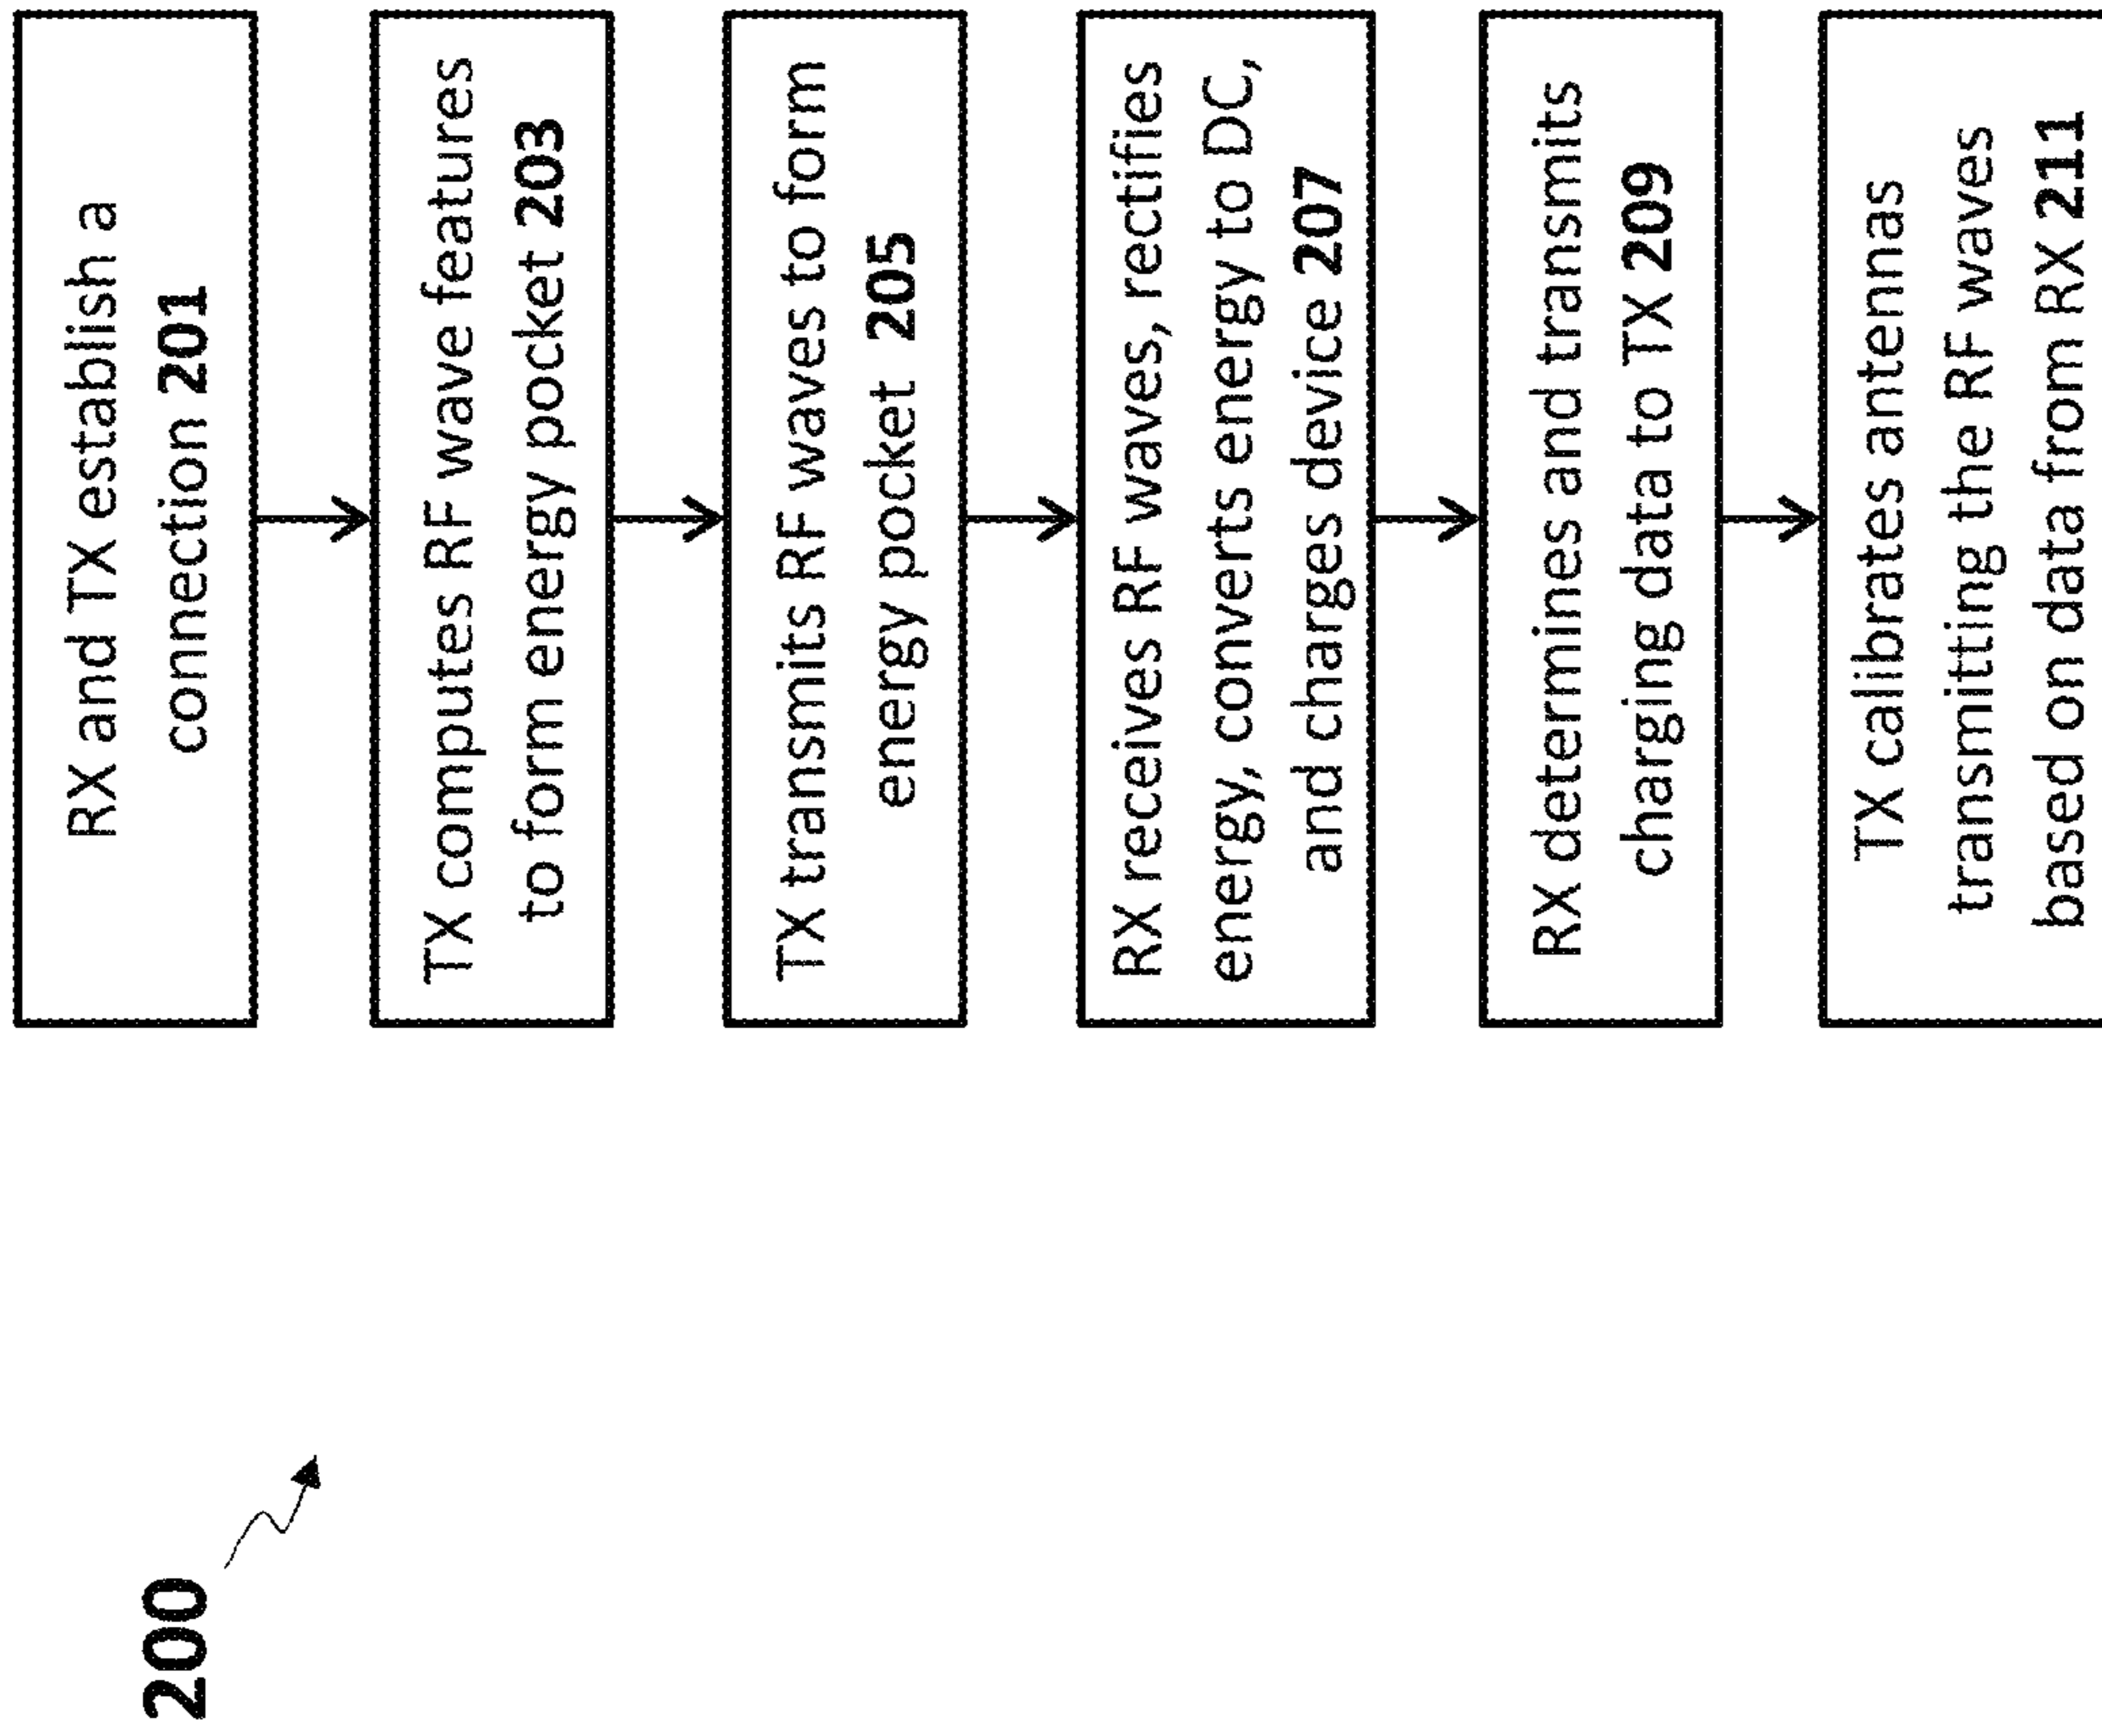 200
RX and TX establish a
connection 201
TX computes RF wave features
to form energy pocket 203
TX transmits RF waves to form
energy pocket 205
RX receives RF waves, rectifies
energy, converts energy to DC,
and charges device 207
RX determines and transmits
charging data to TX 209
TX calibrates antennas
transmitting the RF waves
based on data from RX 211